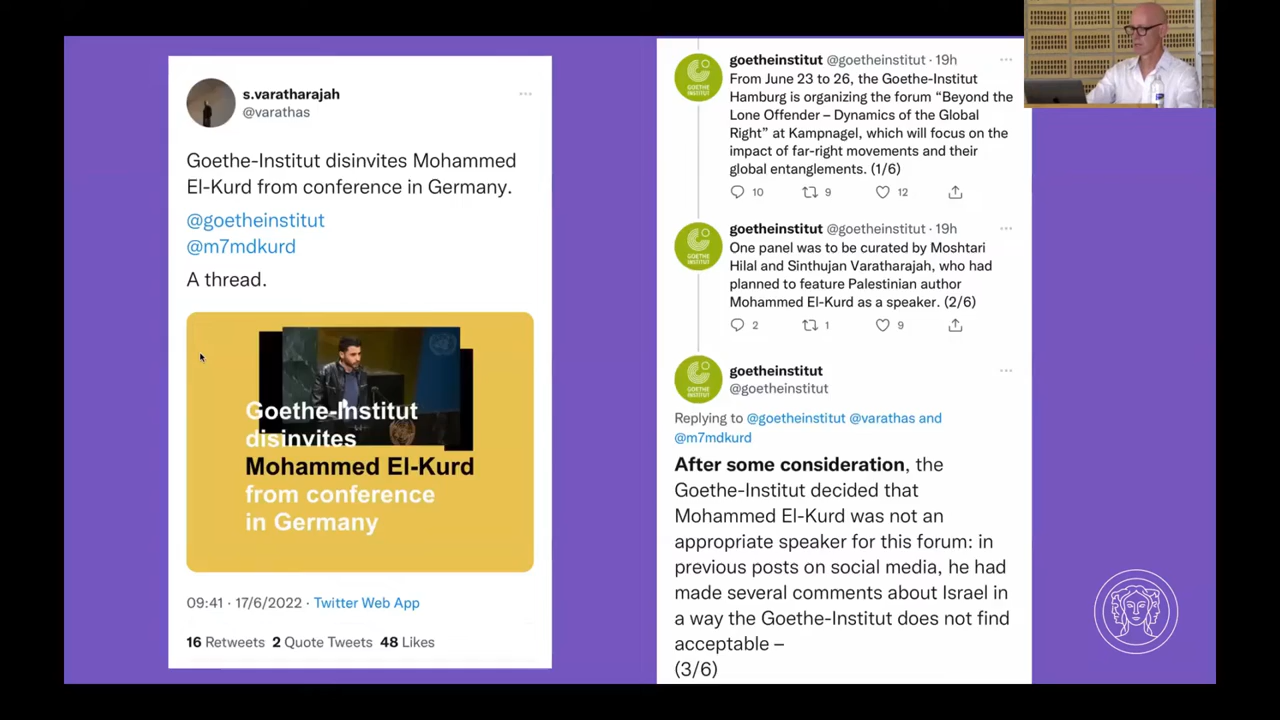 s.varatharajah
@varathas
Goethe-Institut disinvites Mohammed
El-Kurd from conference in Germany.
@goetheinstitut
@m7mdkurd
A thread.
Goethe-Institut
disinvites
Mohammed El-Kurd
from conference
in Germany
09:41 · 17/6/2022 · Twitter Web App
16 Retweets 2 Quote Tweets 48 Likes
goetheinstitut @goetheinstitut · 19h
From June 23 to 26, the Goethe-Institut
Hamburg is organizing the forum “Beyond the
Lone Offender – Dynamics of the Global
Right” at Kampnagel, which will focus on the
impact of far-right movements and their
global entanglements. (1/6)
10 9 12
goetheinstitut @goetheinstitut · 19h
One panel was to be curated by Moshtari
Hilal and Sinthujan Varatharajah, who had
planned to feature Palestinian author
Mohammed El-Kurd as a speaker. (2/6)
2 1 9
goetheinstitut
@goetheinstitut
Replying to @goetheinstitut @varathas and
@m7mdkurd
After some consideration, the
Goethe-Institut decided that
Mohammed El-Kurd was not an
appropriate speaker for this forum: in
previous posts on social media, he had
made several comments about Israel in
a way the Goethe-Institut does not find
acceptable –
(3/6)